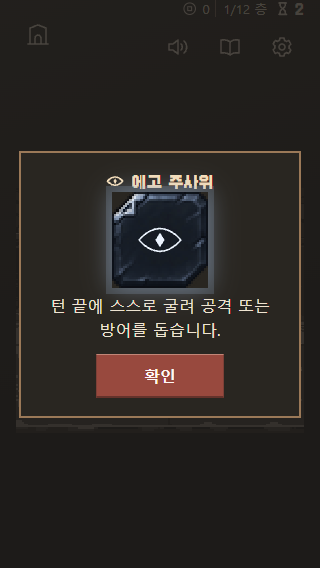 0 1/12 층 2
에고 주사위
턴 끝에 스스로 굴려 공격 또는
방어를 돕습니다.
확인